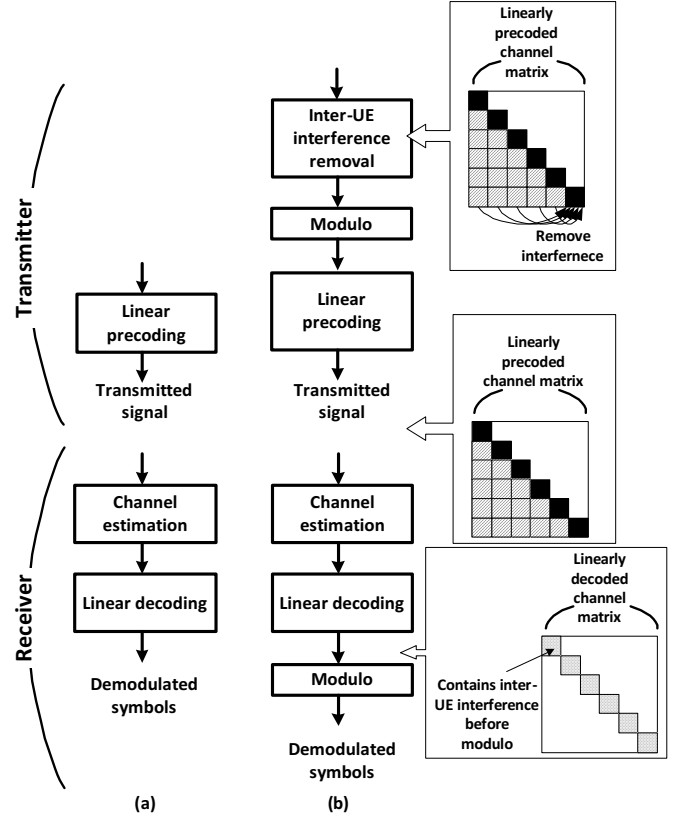 Transmitter
Receiver
Linear
precoding
Transmitted
signal
Channel
estimation
Linear decoding
Demodulated
symbols
(a)
Inter-UE
interference
removal
Modulo
Linear
precoding
Transmitted
signal
Channel
estimation
Linear decoding
Modulo
Demodulated
symbols
(b)
Linearly
precoded
channel
matrix
Remove
interfernece
Linearly
precoded
channel matrix
Linearly
decoded
channel
matrix
Contains inter-
UE interference
before
modulo